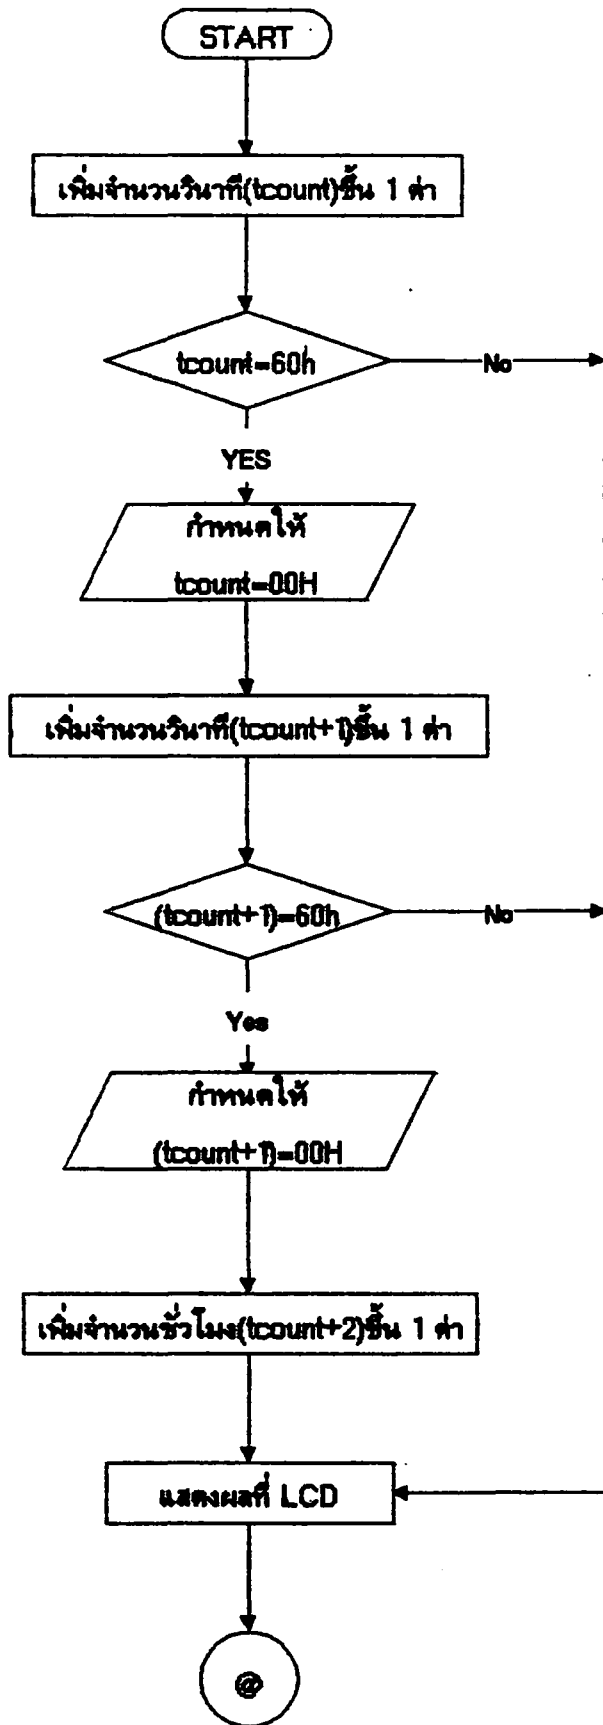 START
เพิ่มจำนวนวินาที(tcount)ขึ้น 1 ค่า
tcount=60h
No
YES
กำหนดให้
tcount=00H
เพิ่มจำนวนวินาที(tcount+1)ขึ้น 1 ค่า
(tcount+1)=60h
No
Yes
กำหนดให้
(tcount+1)=00H
เพิ่มจำนวนชั่วโมง(tcount+2)ขึ้น 1 ค่า
แสดงผลที่ LCD
@